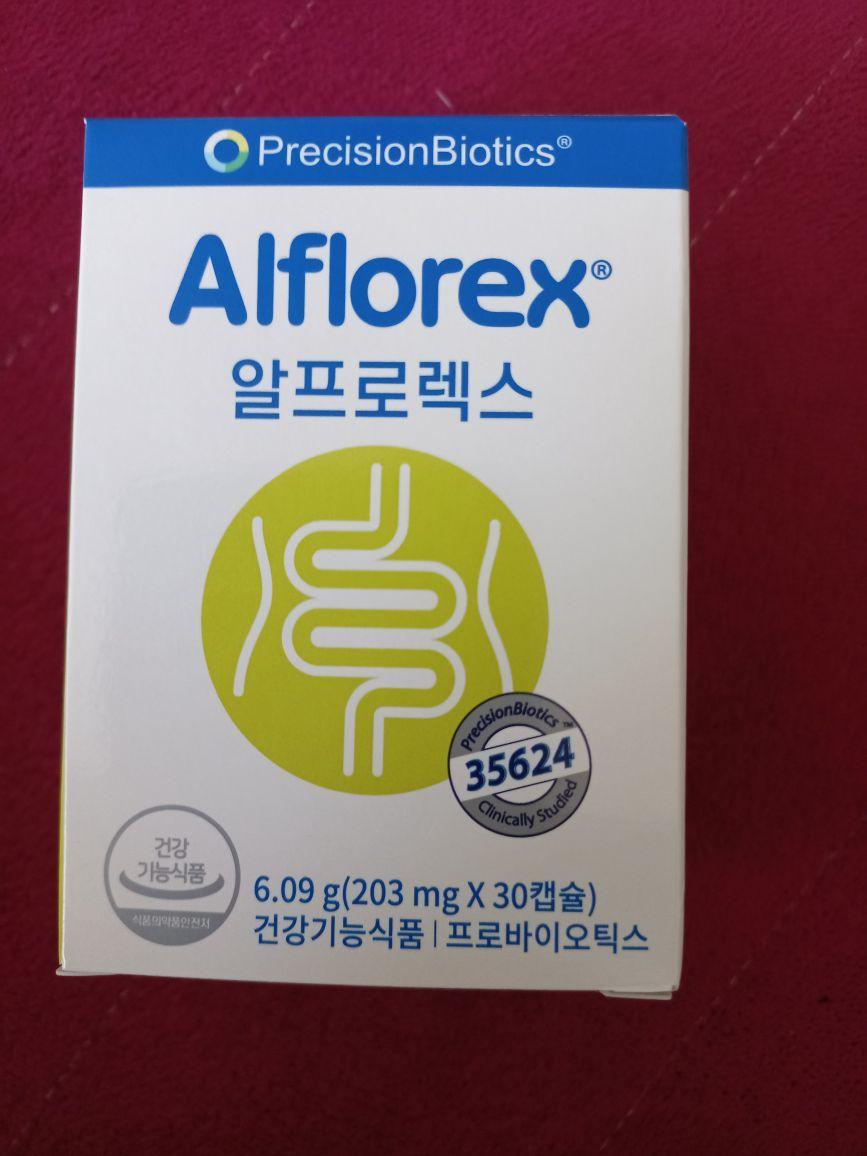 PrecisionBiotics®
Alflorex®
알프로렉스
PrecisionBiotics™
35624
Clinically Studied
건강
기능식품
식품의약품안전처
6.09 g(203 mg X 30캡슐)
건강기능식품 | 프로바이오틱스